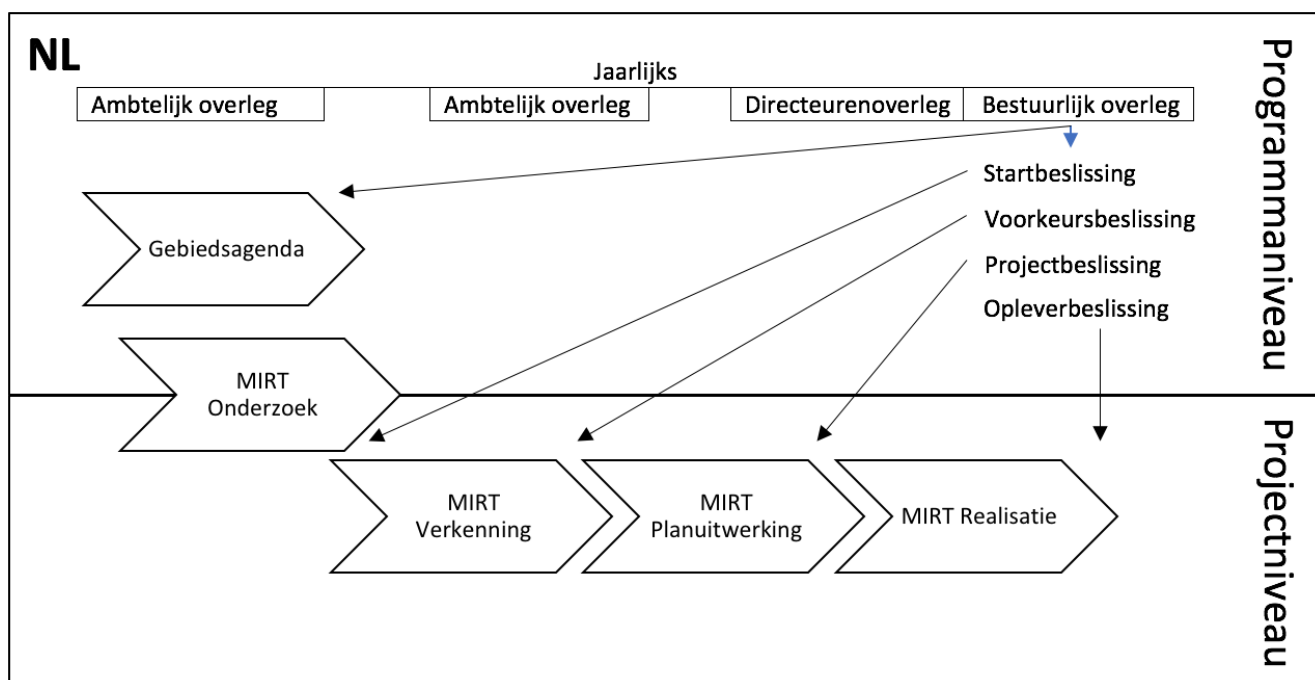 NL
Jaarlijks
Ambtelijk overleg
Ambtelijk overleg
Directeurenoverleg
Bestuurlijk overleg
Programmaniveau
Startbeslissing
Voorkeursbeslissing
Projectbeslissing
Opleverbeslissing
Gebiedsagenda
MIRT
Onderzoek
MIRT
Verkenning
MIRT
Planuitwerking
MIRT Realisatie
Projectniveau